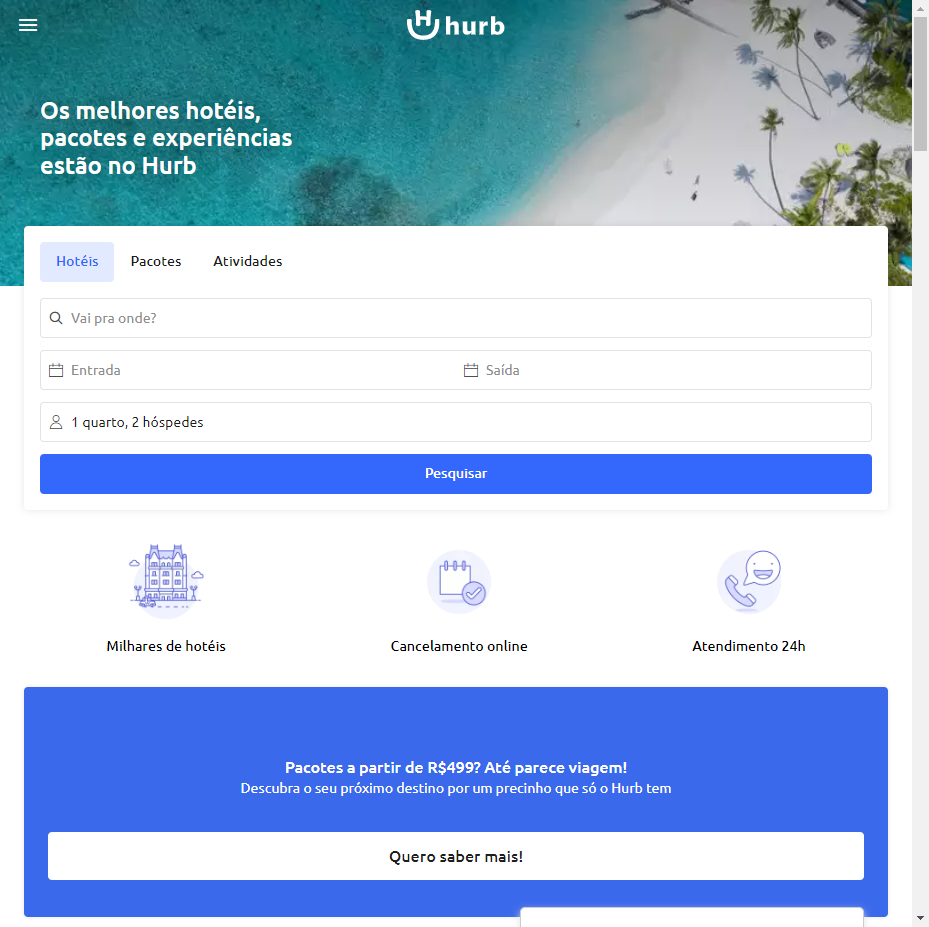 hurb
Os melhores hotéis,
pacotes e experiências
estão no Hurb
Hotéis
Pacotes
Atividades
Vai pra onde?
Entrada
Saída
1 quarto, 2 hóspedes
Pesquisar
Milhares de hotéis
Cancelamento online
Atendimento 24h
Pacotes a partir de R$499? Até parece viagem!
Descubra o seu próximo destino por um precinho que só o Hurb tem
Quero saber mais!